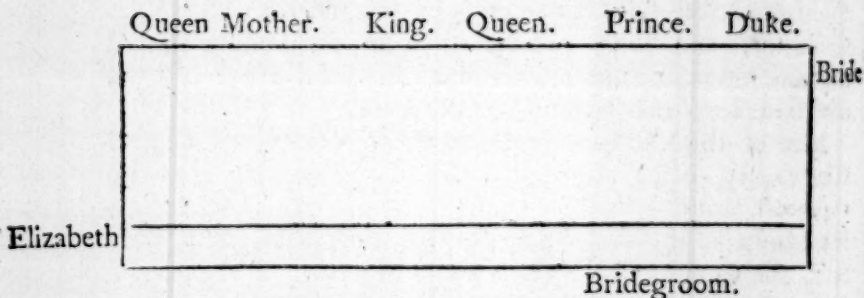 Queen Mother. King. Queen. Prince. Duke.
Bride
Elizabeth
Bridegroom.